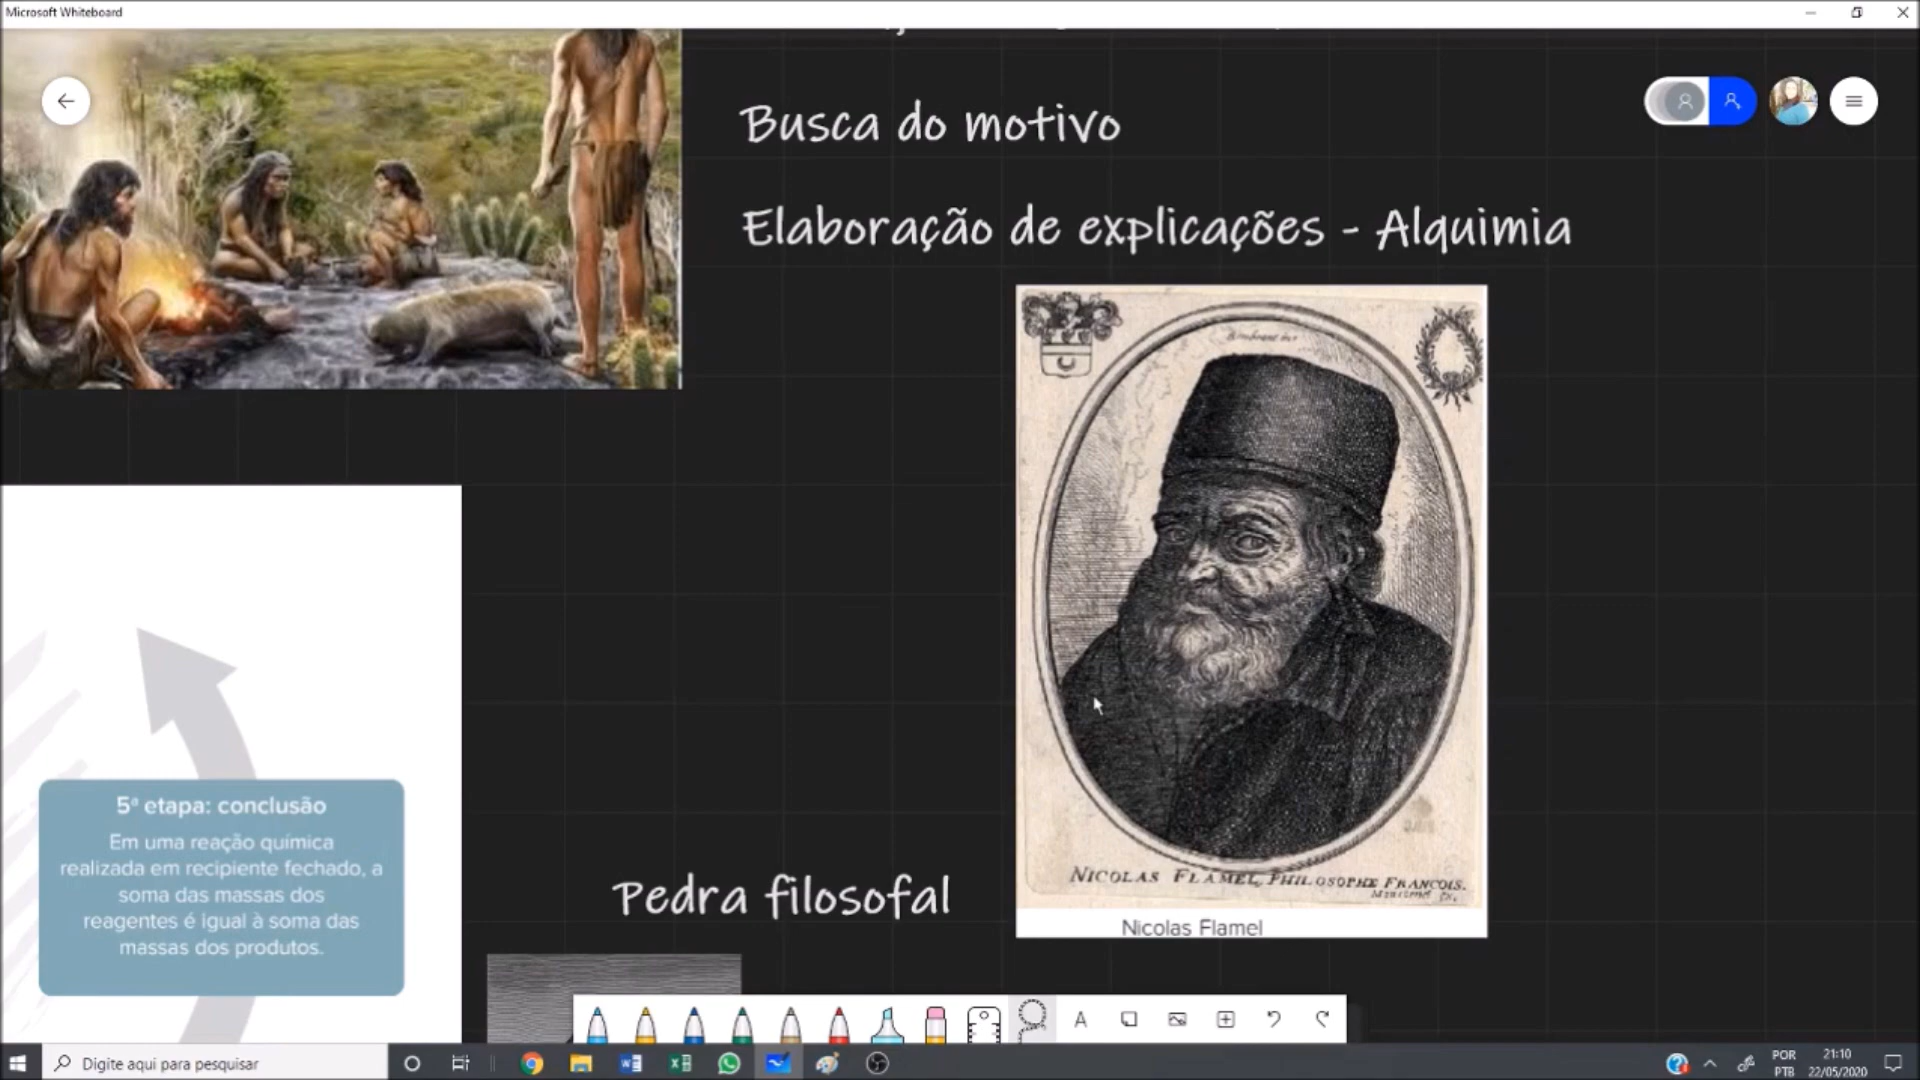 Microsoft Whiteboard
Busca do motivo
Elaboração de explicações - Alquimia
NICOLAS FLAMEL, PHILOSOPHE FRANCOIS.
Nicolas Flamel
5ª etapa: conclusão
Em uma reação química
realizada em recipiente fechado, a
soma das massas dos
reagentes é igual à soma das
massas dos produtos.
Pedra filosofal
A
Digite aqui para pesquisar
POR
PTB
21:10
22/05/2020